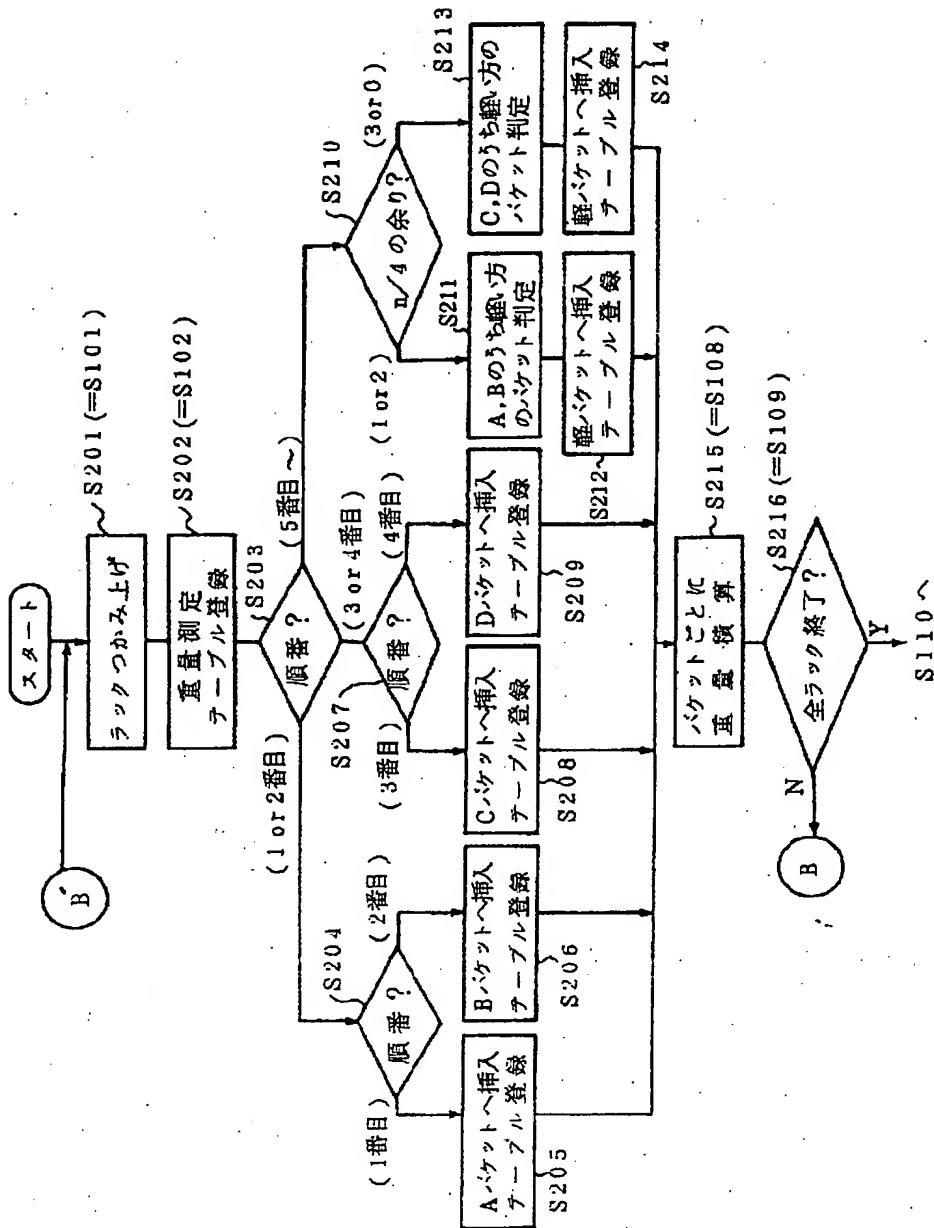 スタート
B'
ラックつかみ上げ
S201(=S101)
重量測定
テーブル登録
S202(=S102)
順番?
S203
(1or2番目)
(3or4番目)
(5番目~)
順番?
S204
(1番目)
(2番目)
順番?
S207
(3番目)
(4番目)
n/4の余り?
S210
(1or2)
(3or0)
Aバケットへ挿入
テーブル登録
S205
Bバケットへ挿入
テーブル登録
S206
Cバケットへ挿入
テーブル登録
S208
Dバケットへ挿入
テーブル登録
S209
A,Bのうち軽い方
のバケット判定
S211
軽バケットへ挿入
テーブル登録
S212
C,Dのうち軽い方の
バケット判定
S213
軽バケットへ挿入
テーブル登録
S214
バケットごとに
重量積算
S215(=S108)
全ラック終了?
S216(=S109)
N
B
Y
S110へ